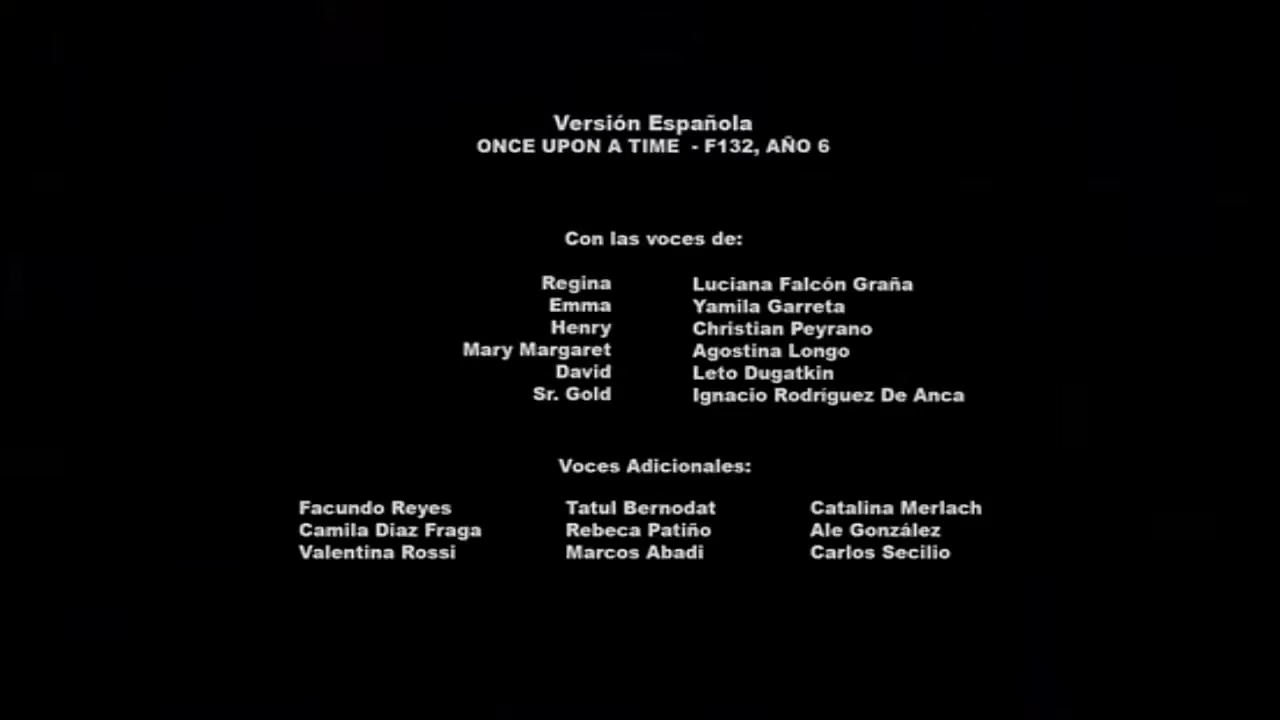 Versión Española
ONCE UPON A TIME - F132, AÑO 6
Con las voces de:
Regina Luciana Falcón Graña
Emma Yamila Garreta
Henry Christian Peyrano
Mary Margaret Agostina Longo
David Leto Dugatkin
Sr. Gold Ignacio Rodríguez De Anca
Voces Adicionales:
Facundo Reyes Tatul Bernodat Catalina Merlach
Camila Diaz Fraga Rebeca Patiño Ale González
Valentina Rossi Marcos Abadi Carlos Secilio